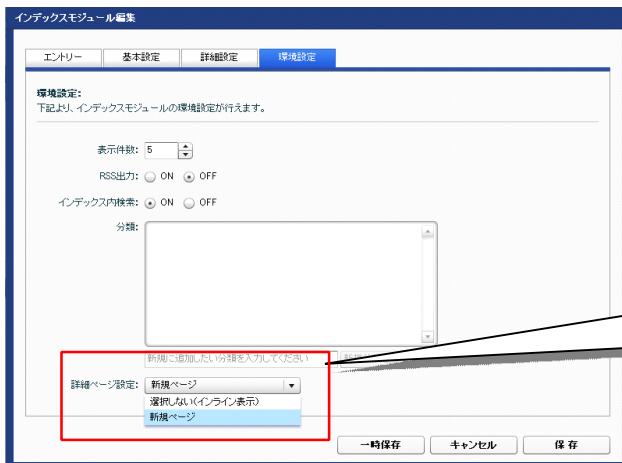 インデックスモジュール編集
エントリー 基本設定 詳細設定 環境設定
環境設定:
下記より、インデックスモジュールの環境設定が行えます。
表示件数: 5
RSS出力: ON OFF
インデックス内検索: ON OFF
分類:
新規に追加したい分類を入力してください
詳細ページ設定: 新規ページ
選択しない(インライン表示)
新規ページ
一時保存 キャンセル 保存